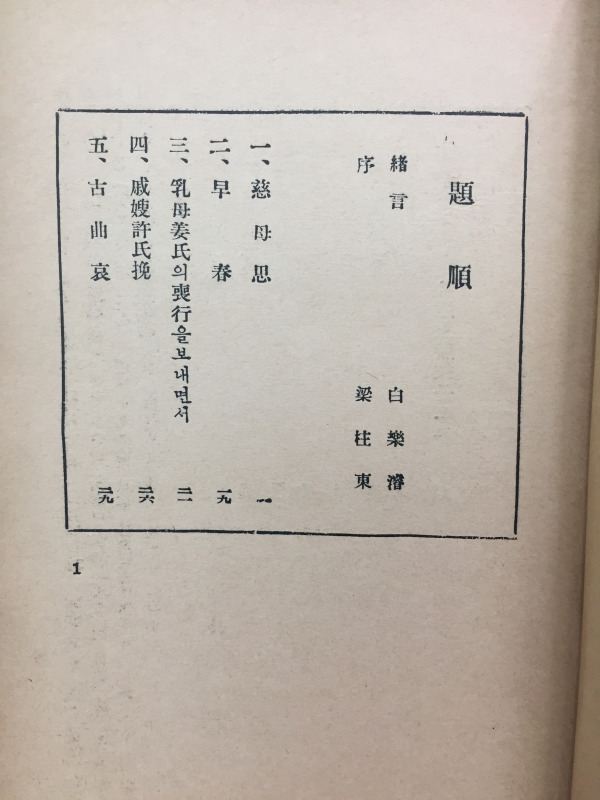 題順
緖言 白樂濬
序 梁柱東
一、慈母思 一
二、早春 一九
三、乳母姜氏의喪行을보내면서 二一
四、戚嫂許氏挽 二六
五、古曲哀 二九
1